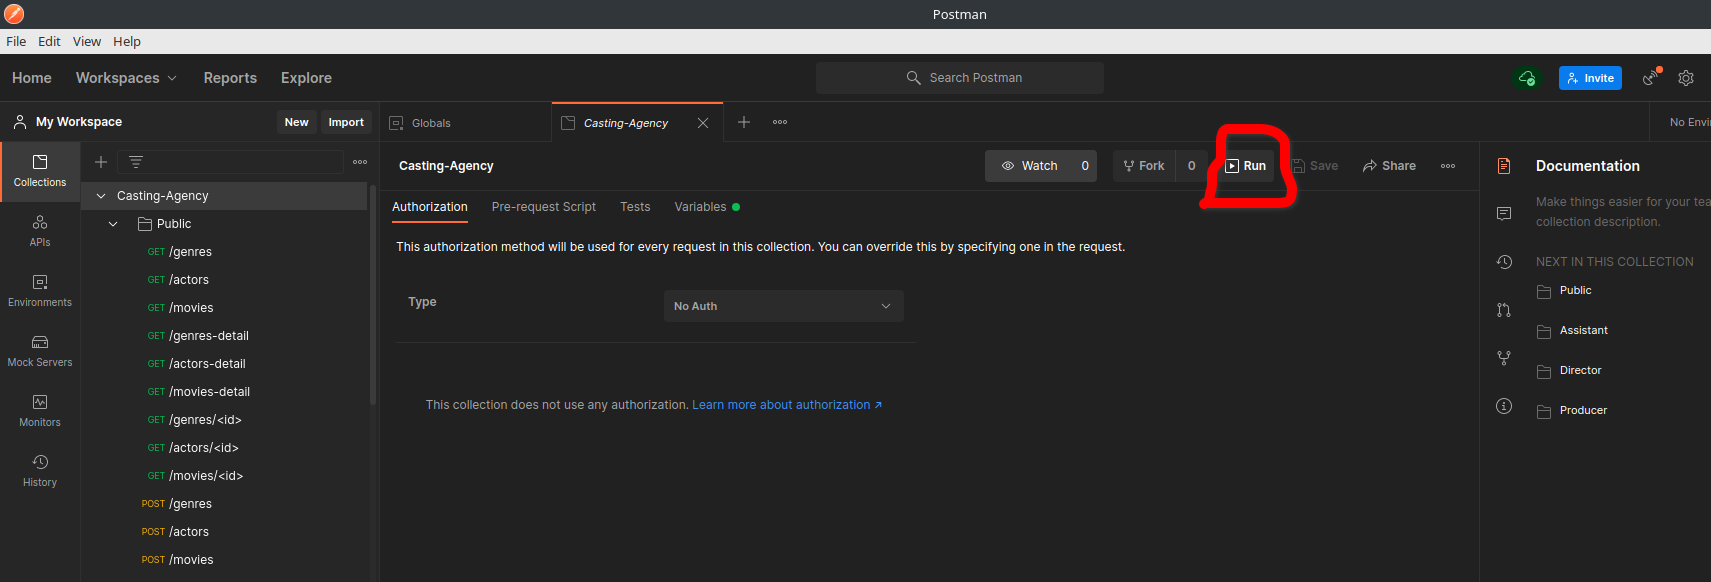 Postman
File Edit View Help
Home Workspaces Reports Explore Search Postman Invite
My Workspace New Import Globals Casting-Agency No Envi
Collections
APIs
Environments
Mock Servers
Monitors
History
Casting-Agency
Public
GET /genres
GET /actors
GET /movies
GET /genres-detail
GET /actors-detail
GET /movies-detail
GET /genres/<id>
GET /actors/<id>
GET /movies/<id>
POST /genres
POST /actors
POST /movies
Casting-Agency Watch 0 Fork 0 Run Save Share
Authorization Pre-request Script Tests Variables
This authorization method will be used for every request in this collection. You can override this by specifying one in the request.
Type No Auth
This collection does not use any authorization. Learn more about authorization ↗
Documentation
Make things easier for your tea
collection description.
NEXT IN THIS COLLECTION
Public
Assistant
Director
Producer